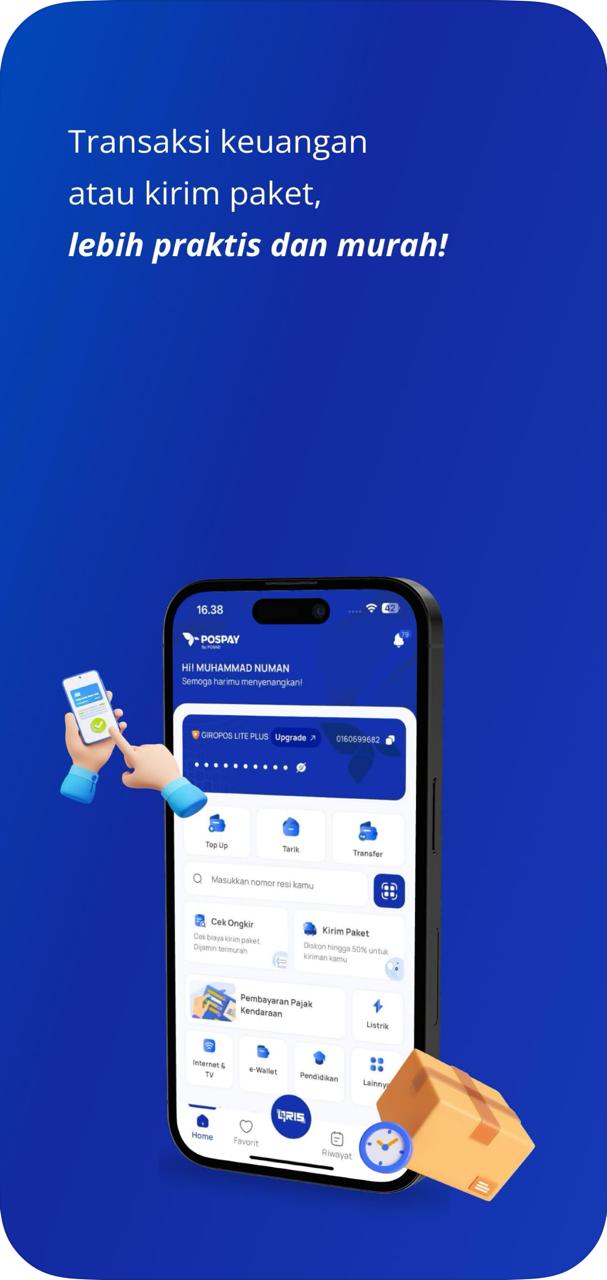 Transaksi keuangan
atau kirim paket,
lebih praktis dan murah!
16.38
42
POSPAY
By POSIND
79
Hi! MUHAMMAD NUMAN
Semoga harimu menyenangkan!
GIROPOS LITE PLUS
Upgrade ↗
0160699682
Top Up
Tarik
Transfer
Masukkan nomor resi kamu
Cek Ongkir
Cek biaya kirim paket.
Dijamin termurah
Kirim Paket
Diskon hingga 50% untuk
kiriman kamu
Pembayaran Pajak
Kendaraan
Listrik
Internet &
TV
e-Wallet
Pendidikan
Lainnya
Home
Favorit
QRIS
Riwayat